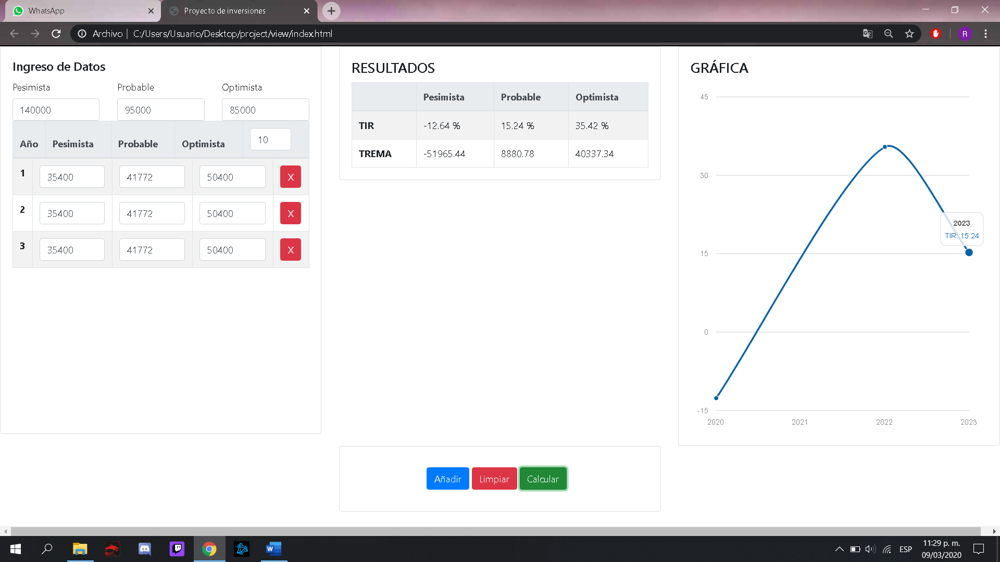 WhatsApp
Proyecto de inversiones
Archivo | C:/Users/Usuario/Desktop/project/view/index.html
R
Ingreso de Datos
Pesimista Probable Optimista
140000 95000 85000
Año Pesimista Probable Optimista 10
1 35400 41772 50400 X
2 35400 41772 50400 X
3 35400 41772 50400 X
RESULTADOS
Pesimista Probable Optimista
TIR -12.64 % 15.24 % 35.42 %
TREMA -51965.44 8880.78 40337.34
Añadir Limpiar Calcular
GRÁFICA
45
30
15
0
-15
2020 2021 2022 2023
2023
TIR: 15.24
ESP
11:29 p. m.
09/03/2020